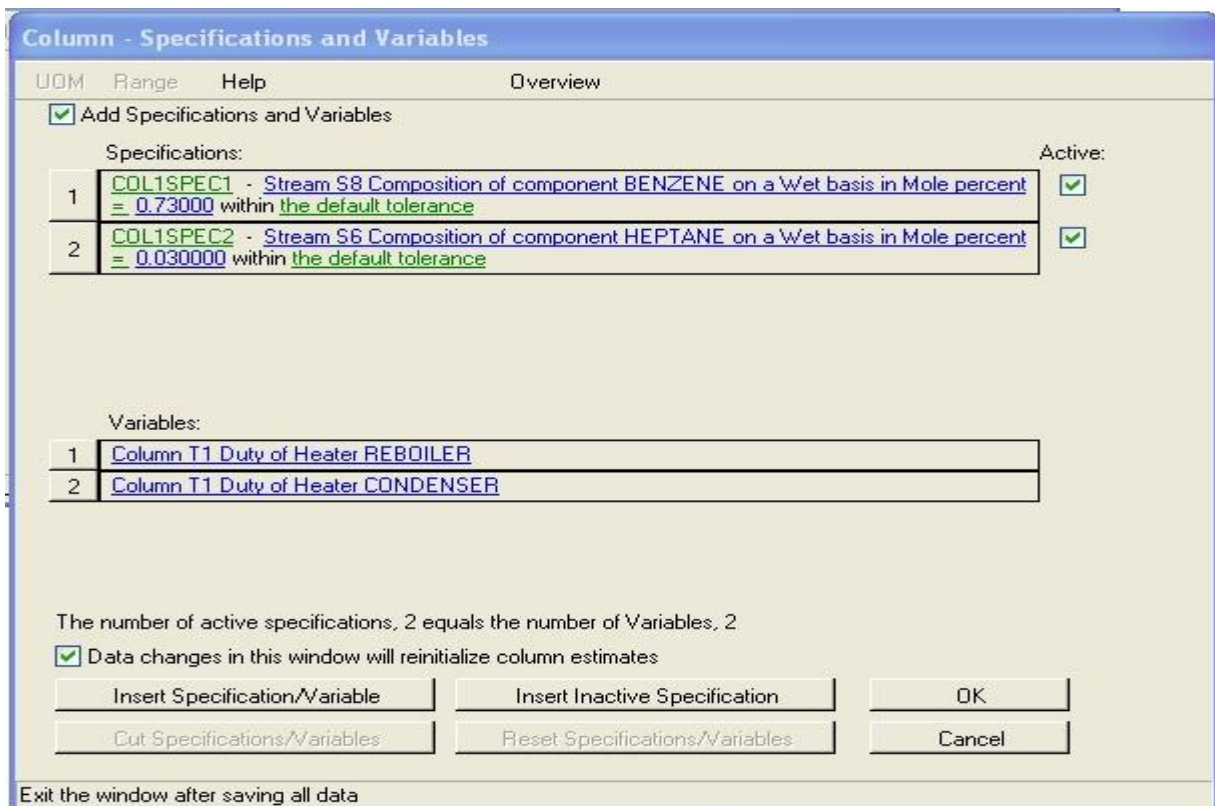 Column - Specifications and Variables
UOM Range Help Overview
Add Specifications and Variables
Specifications: Active:
1 COL1SPEC1 - Stream S8 Composition of component BENZENE on a Wet basis in Mole percent
= 0.73000 within the default tolerance
2 COL1SPEC2 - Stream S6 Composition of component HEPTANE on a Wet basis in Mole percent
= 0.030000 within the default tolerance
Variables:
1 Column T1 Duty of Heater REBOILER
2 Column T1 Duty of Heater CONDENSER
The number of active specifications, 2 equals the number of Variables, 2
Data changes in this window will reinitialize column estimates
Insert Specification/Variable Insert Inactive Specification OK
Cut Specifications/Variables Reset Specifications/Variables Cancel
Exit the window after saving all data